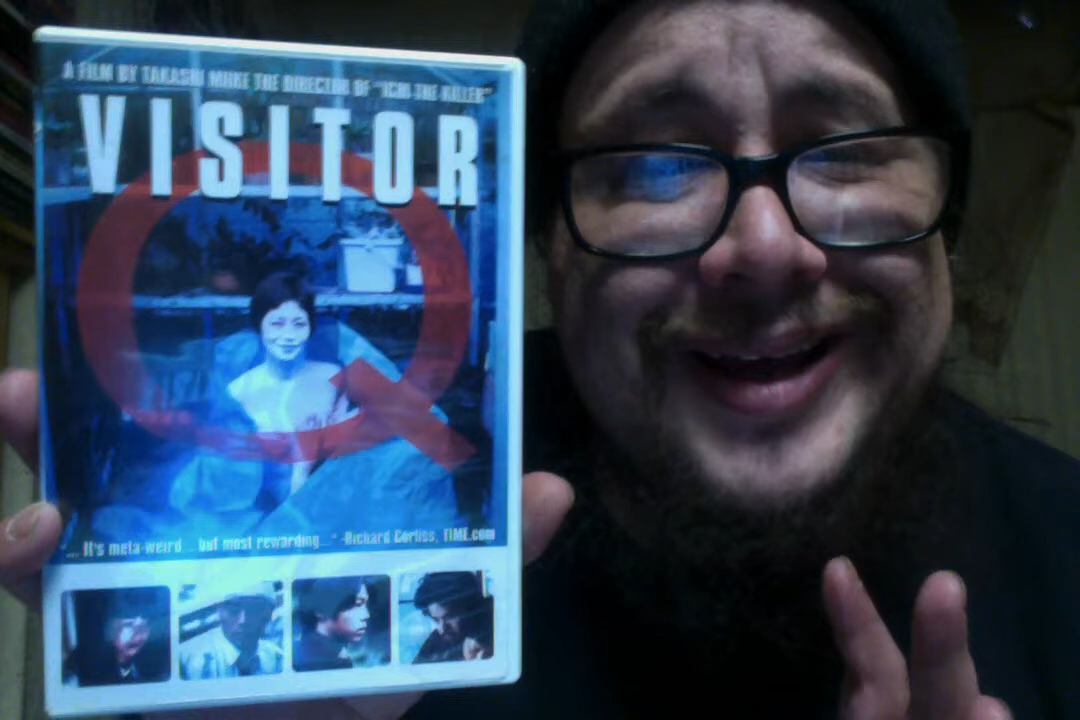 A FILM BY TAKASHI MIIKE THE DIRECTOR OF "ICHI THE KILLER"
VISITOR
Q
... It's meta-weird ... but most rewarding..." -Richard Corliss, TIME.com